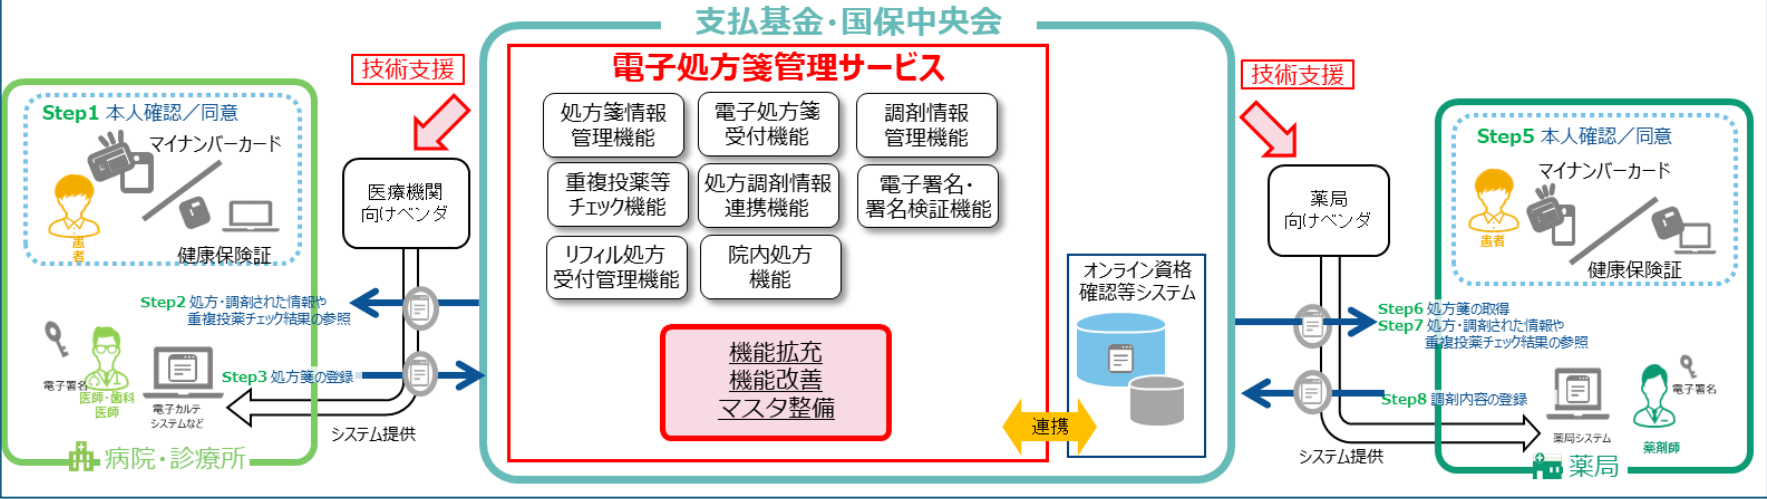 支払基金・国保中央会
電子処方箋管理サービス
技術支援
技術支援
Step1 本人確認／同意
マイナンバーカード
患者
健康保険証
医療機関
向けベンダ
Step2 処方・調剤された情報や
重複投薬チェック結果の参照
Step3 処方箋の登録
電子署名
医師・歯科
医師
電子カルテ
システムなど
システム提供
病院・診療所
処方箋情報
管理機能
電子処方箋
受付機能
調剤情報
管理機能
重複投薬等
チェック機能
処方調剤情報
連携機能
電子署名・
署名検証機能
リフィル処方
受付管理機能
院内処方
機能
機能拡充
機能改善
マスタ整備
連携
オンライン資格
確認等システム
薬局
向けベンダ
Step5 本人確認／同意
マイナンバーカード
患者
健康保険証
Step6 処方箋の取得
Step7 処方・調剤された情報や
重複投薬チェック結果の参照
Step8 調剤内容の登録
電子署名
薬局システム
薬剤師
システム提供
薬局